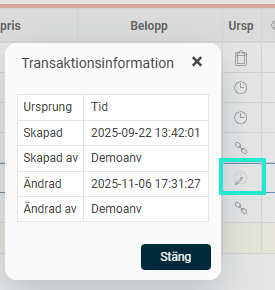 pris Belopp Ursp
Transaktionsinformation
Ursprung Tid
Skapad 2025-09-22 13:42:01
Skapad av Demoanv
Ändrad 2025-11-06 17:31:27
Ändrad av Demoanv
Stäng